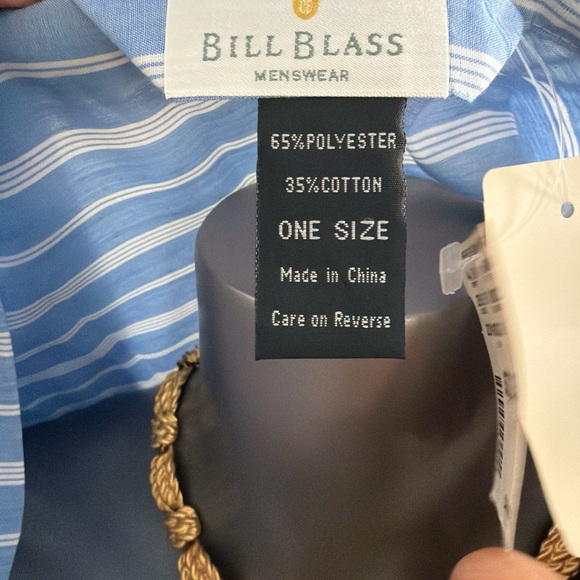 BILL BLASS
MENSWEAR
65%POLYESTER
35%COTTON
ONE SIZE
Made in China
Care on Reverse